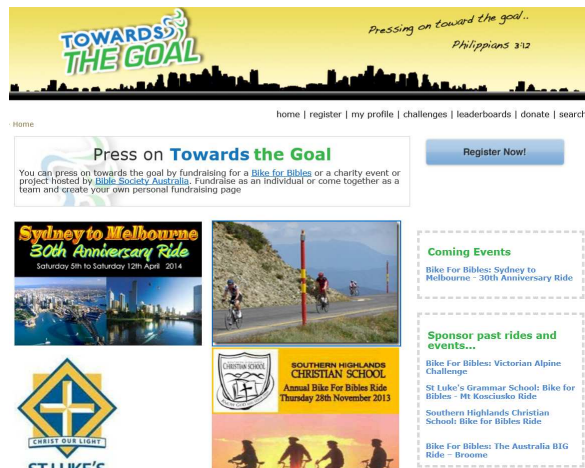 TOWARDS
THE GOAL
Pressing on toward the goal..
Philippians 3:12
home | register | my profile | challenges | leaderboards | donate | search
Home
Press on Towards the Goal
You can press on towards the goal by fundraising for a Bike for Bibles or a charity event or
project hosted by Bible Society Australia. Fundraise as an individual or come together as a
team and create your own personal fundraising page
Register Now!
Sydney to Melbourne
30th Anniversary Ride
Saturday 5th to Saturday 12th April 2014
Coming Events
Bike For Bibles: Sydney to
Melbourne - 30th Anniversary Ride
Sponsor past rides and
events...
Bike For Bibles: Victorian Alpine
Challenge
St Luke's Grammar School: Bike for
Bibles - Mt Kosciusko Ride
Southern Highlands Christian
School: Bike for Bibles Ride
Bike For Bibles: The Australia BIG
Ride – Broome
CHRISTIAN SCHOOL
SOUTHERN HIGHLANDS
CHRISTIAN SCHOOL
Annual Bike For Bibles Ride
Thursday 28th November 2013
CHRIST OUR LIGHT
ST LUKE'S